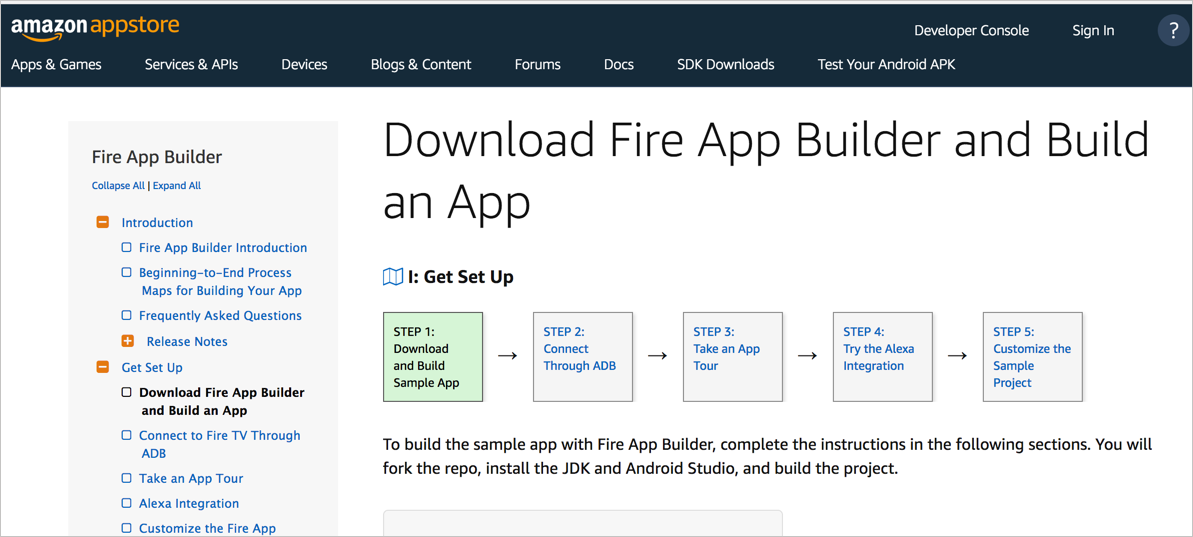 amazon appstore
Developer Console
Sign In
?
Apps & Games
Services & APIs
Devices
Blogs & Content
Forums
Docs
SDK Downloads
Test Your Android APK
Fire App Builder
Collapse All | Expand All
Introduction
Fire App Builder Introduction
Beginning-to-End Process
Maps for Building Your App
Frequently Asked Questions
Release Notes
Get Set Up
Download Fire App Builder
and Build an App
Connect to Fire TV Through
ADB
Take an App Tour
Alexa Integration
Customize the Fire App
Download Fire App Builder and Build
an App
I: Get Set Up
STEP 1:
Download
and Build
Sample App
STEP 2:
Connect
Through ADB
STEP 3:
Take an App
Tour
STEP 4:
Try the Alexa
Integration
STEP 5:
Customize the
Sample
Project
To build the sample app with Fire App Builder, complete the instructions in the following sections. You will
fork the repo, install the JDK and Android Studio, and build the project.